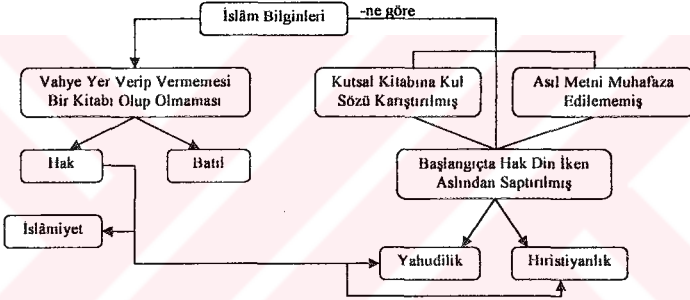 İslâm Bilginleri
-ne göre
Vahye Yer Verip Vermemesi
Bir Kitabı Olup Olmaması
Kutsal Kitabına Kul
Sözü Karıştırılmış
Asıl Metni Muhafaza
Edilememiş
Hak
Batıl
Başlangıçta Hak Din İken
Aslından Saptırılmış
İslâmiyet
Yahudilik
Hıristiyanlık